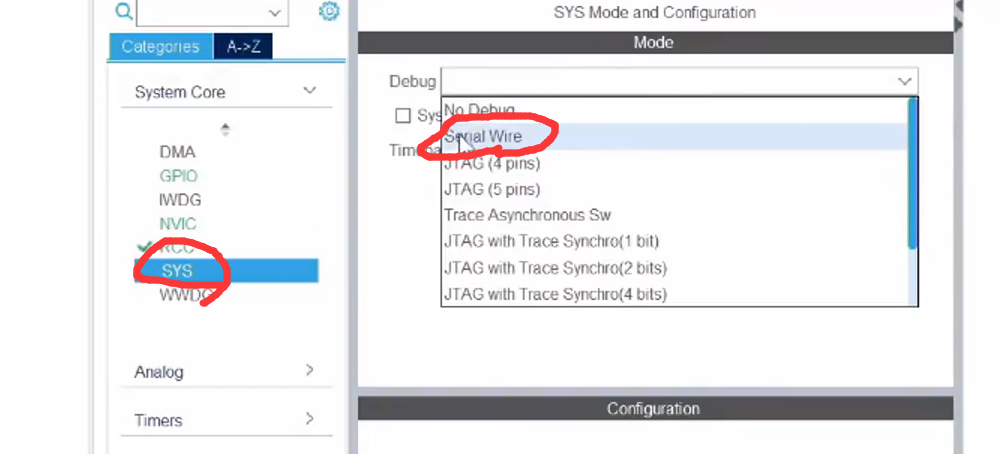 SYS Mode and Configuration
Categories A->Z
Mode
System Core
Debug
No Debug
Serial Wire
JTAG (4 pins)
JTAG (5 pins)
Trace Asynchronous Sw
JTAG with Trace Synchro(1 bit)
JTAG with Trace Synchro(2 bits)
JTAG with Trace Synchro(4 bits)
DMA
GPIO
IWDG
NVIC
RCC
SYS
WWDG
Analog
Timers
Configuration